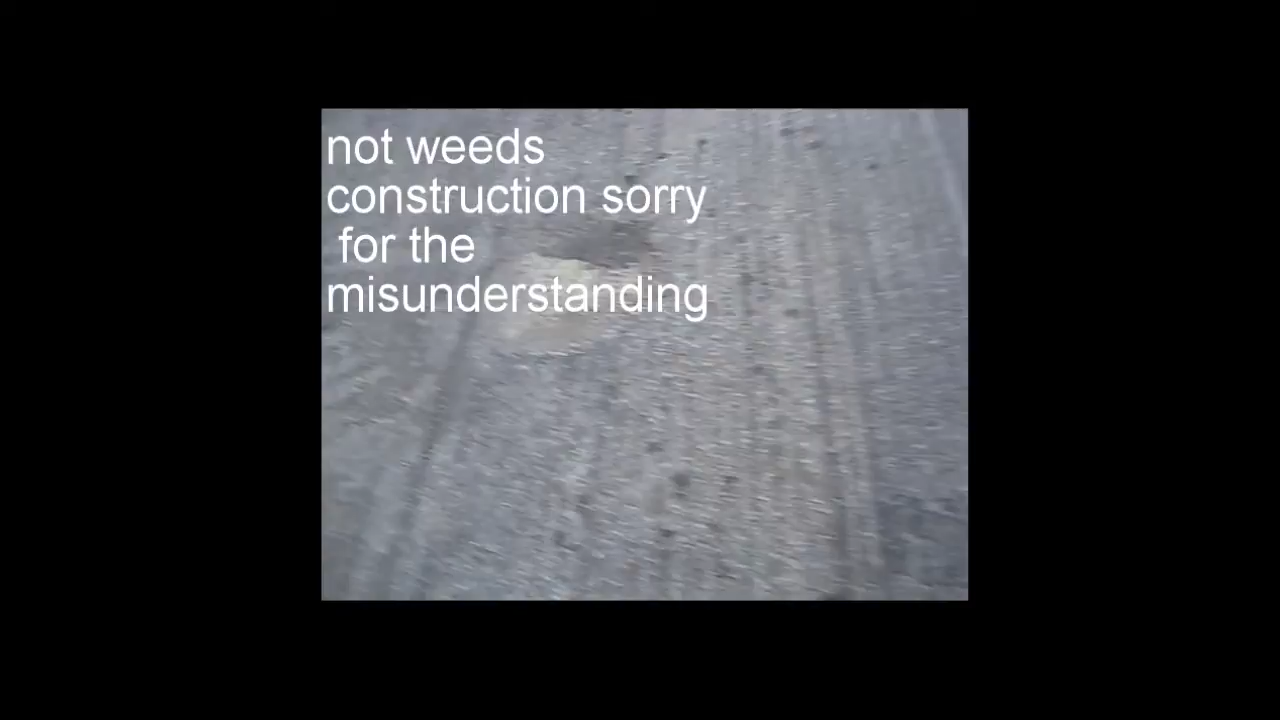 not weeds
construction sorry
for the
misunderstanding